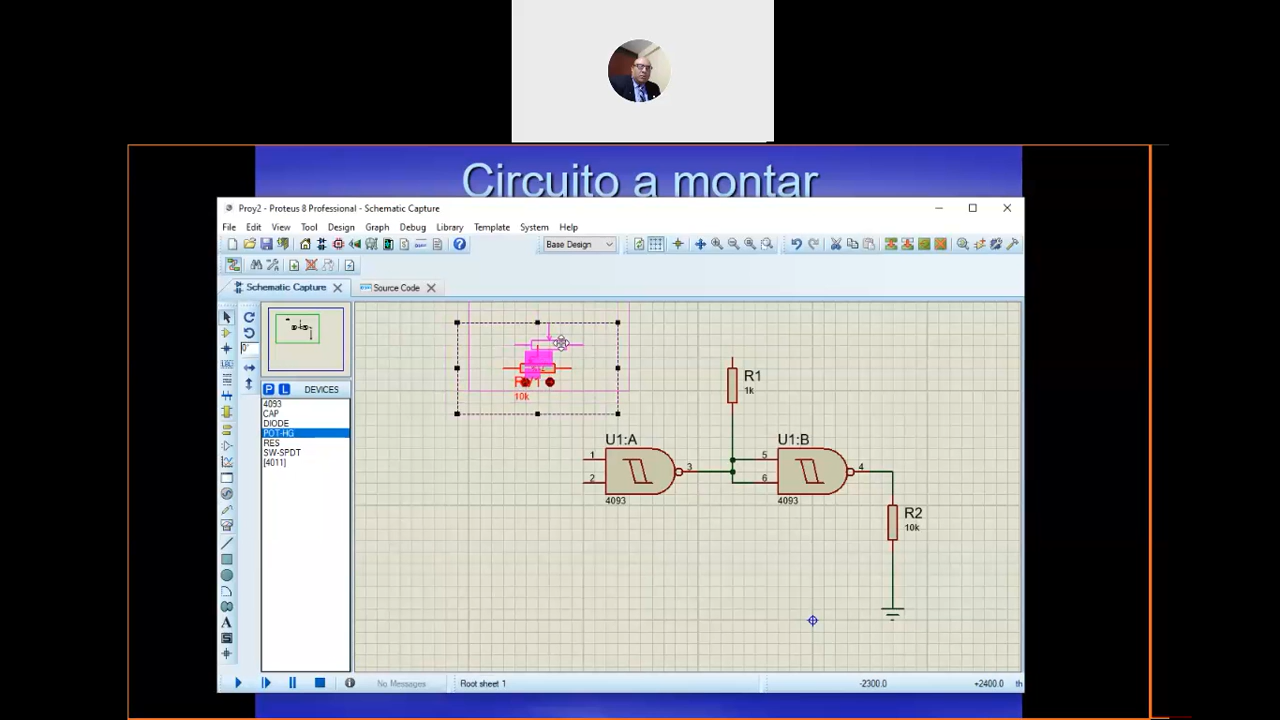 Circuito a montar
Proy2 - Proteus 8 Professional - Schematic Capture
File Edit View Tool Design Graph Debug Library Template System Help
Base Design
Schematic Capture
Source Code
0°
P L DEVICES
4093
CAP
DIODE
POT-HG
RES
SW-SPDT
[4011]
10k
R1
1k
U1:A
1
2
3
4093
U1:B
5
6
4
4093
R2
10k
A
No Messages
Root sheet 1
-2300.0
+2400.0
th